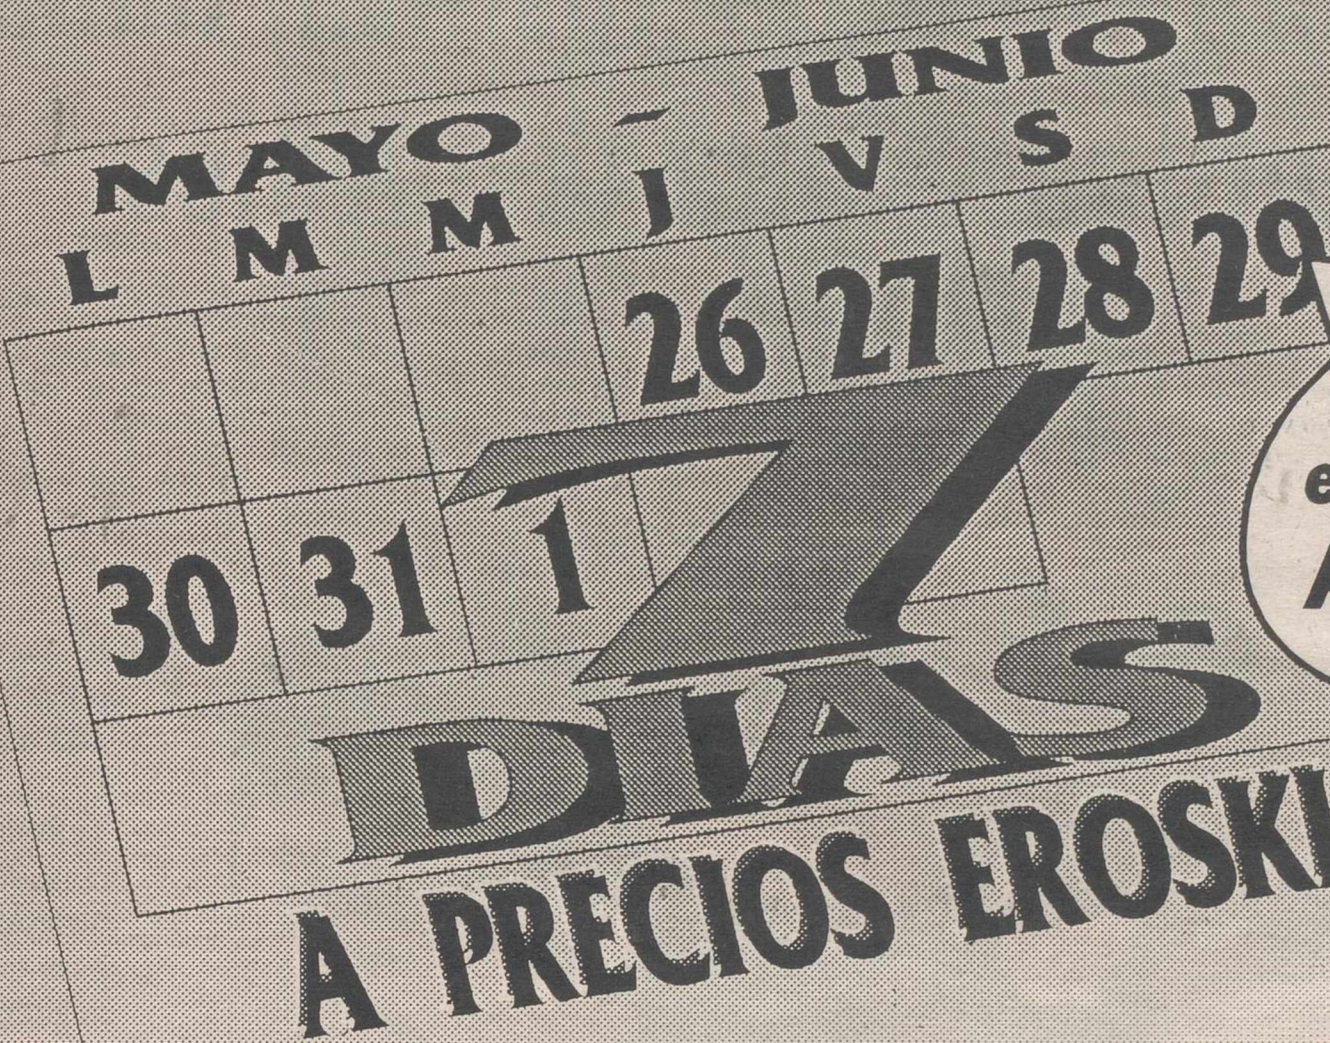 MAYO - JUNIO
L M M J V S D
26 27 28 29
30 31 1
7
DIAS
A PRECIOS EROSKI